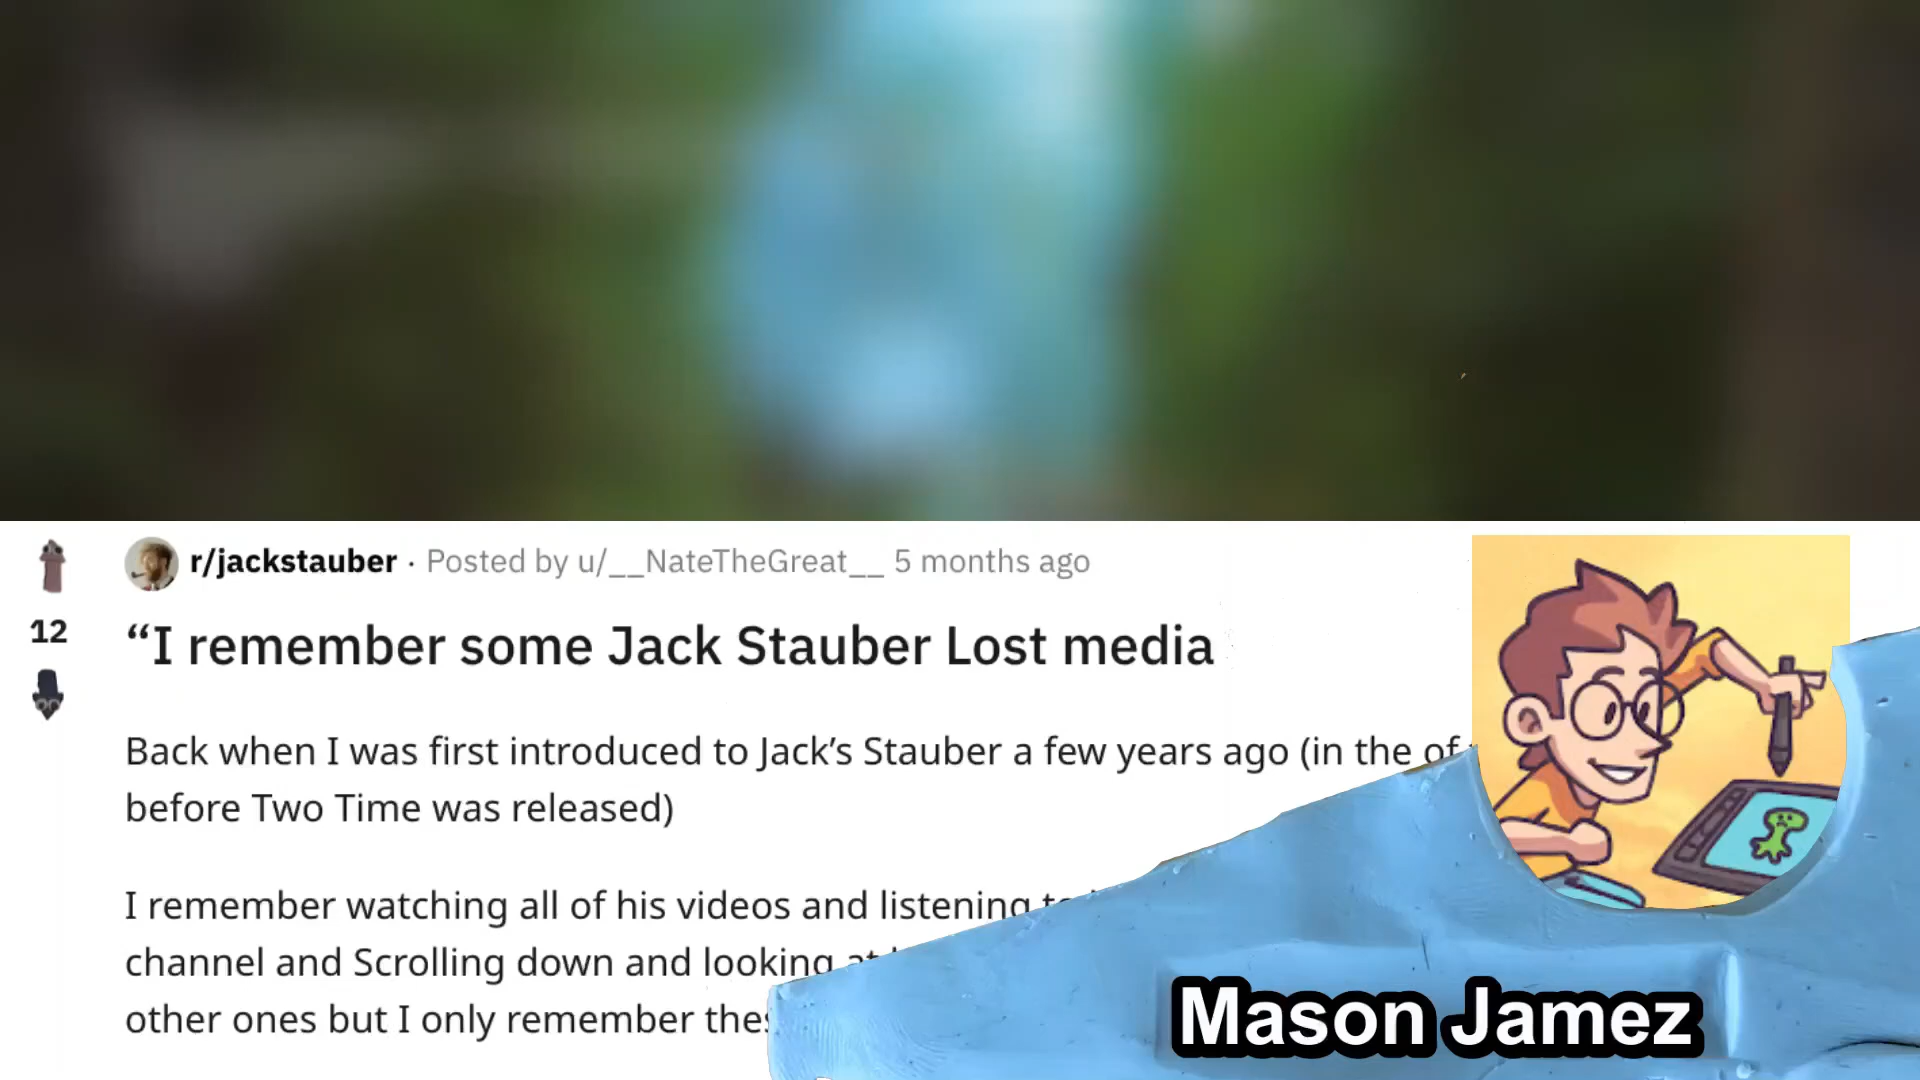 r/jackstauber · Posted by u/__NateTheGreat__ 5 months ago
12
“I remember some Jack Stauber Lost media
Back when I was first introduced to Jack’s Stauber a few years ago (in the of
before Two Time was released)
I remember watching all of his videos and listening
channel and Scrolling down and looking at
other ones but I only remember
Mason Jamez